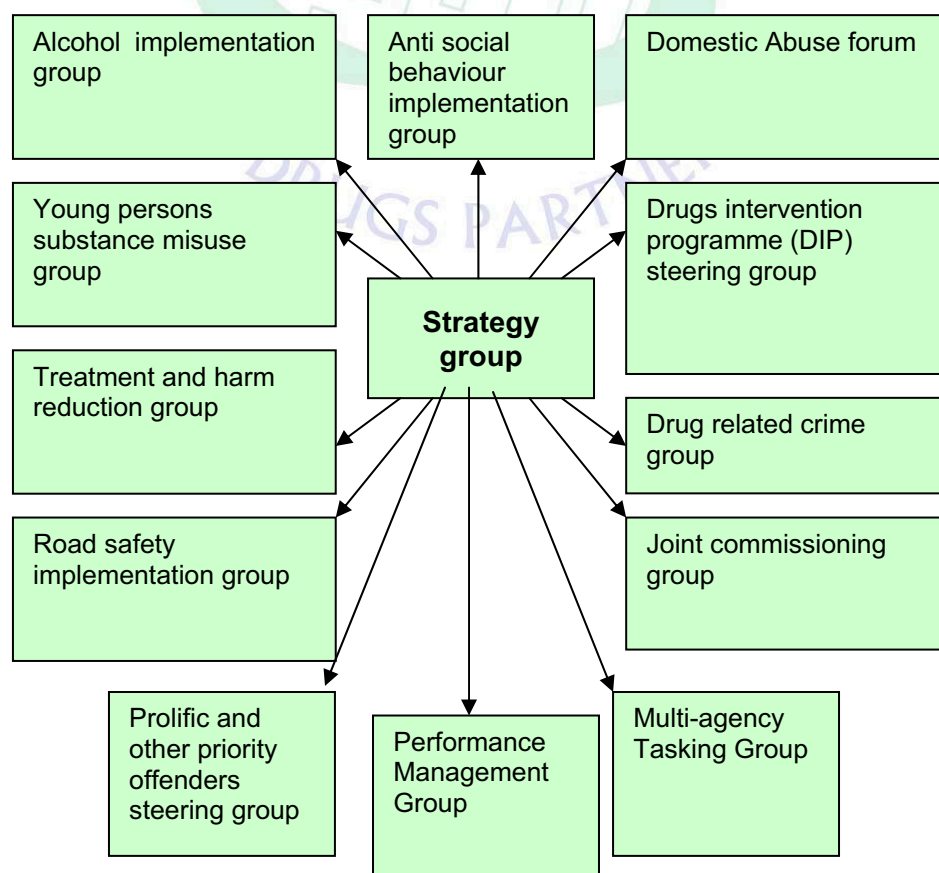 Alcohol implementation
group
Anti social
behaviour
implementation
group
Domestic Abuse forum
DRUGS PARTNE
Young persons
substance misuse
group
Drugs intervention
programme (DIP)
steering group
Strategy
group
Treatment and harm
reduction group
Drug related crime
group
Road safety
implementation group
Joint commissioning
group
Prolific and
other priority
offenders
steering group
Performance
Management
Group
Multi-agency
Tasking Group